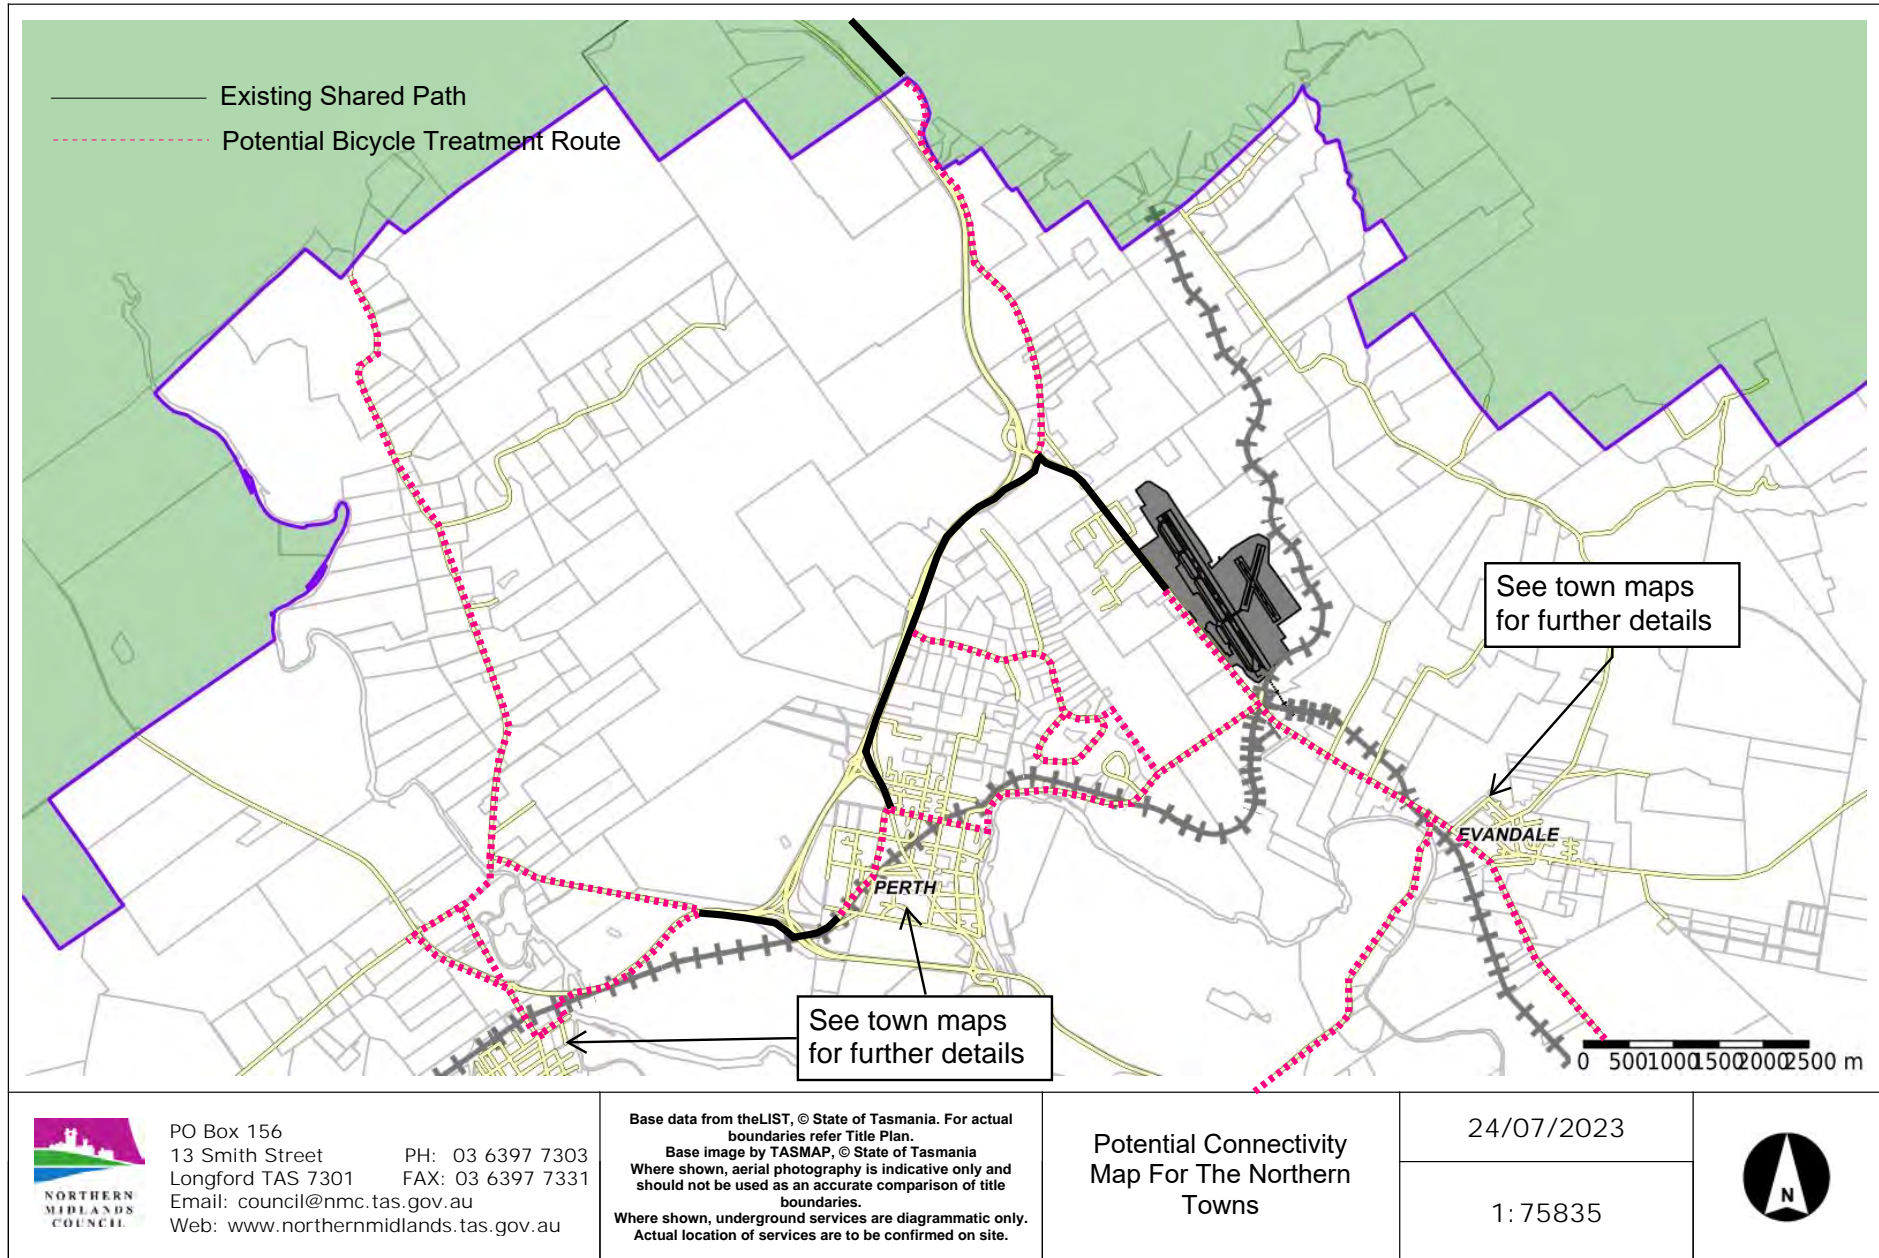 Existing Shared Path
Potential Bicycle Treatment Route
See town maps
for further details
EVANDALE
PERTH
See town maps
for further details
0 5001000150020002500 m
NORTHERN
MIDLANDS
COUNCIL
PO Box 156
13 Smith Street PH: 03 6397 7303
Longford TAS 7301 FAX: 03 6397 7331
Email: council@nmc.tas.gov.au
Web: www.northernmidlands.tas.gov.au
Base data from theLIST, © State of Tasmania. For actual
boundaries refer Title Plan.
Base image by TASMAP, © State of Tasmania
Where shown, aerial photography is indicative only and
should not be used as an accurate comparison of title
boundaries.
Where shown, underground services are diagrammatic only.
Actual location of services are to be confirmed on site.
Potential Connectivity
Map For The Northern
Towns
24/07/2023
1:75835
N